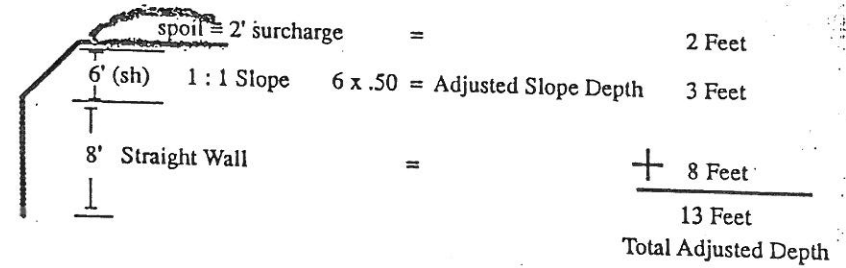 spoil = 2' surcharge = 2 Feet
6' (sh) 1 : 1 Slope 6 x .50 = Adjusted Slope Depth 3 Feet
8' Straight Wall = + 8 Feet
13 Feet
Total Adjusted Depth